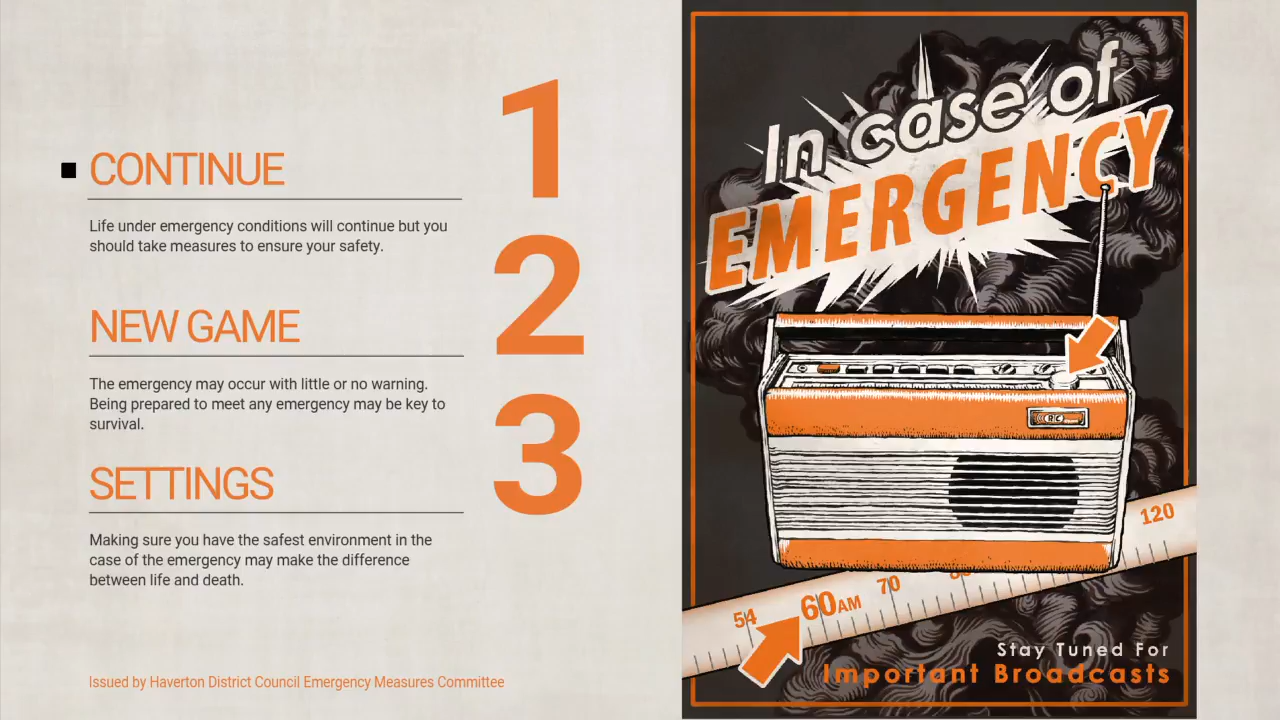 1
CONTINUE
Life under emergency conditions will continue but you
should take measures to ensure your safety.
2
NEW GAME
The emergency may occur with little or no warning.
Being prepared to meet any emergency may be key to
survival.
3
SETTINGS
Making sure you have the safest environment in the
case of the emergency may make the difference
between life and death.
Issued by Haverton District Council Emergency Measures Committee
In case of
EMERGENCY
54 60AM 70 120
Stay Tuned For
Important Broadcasts